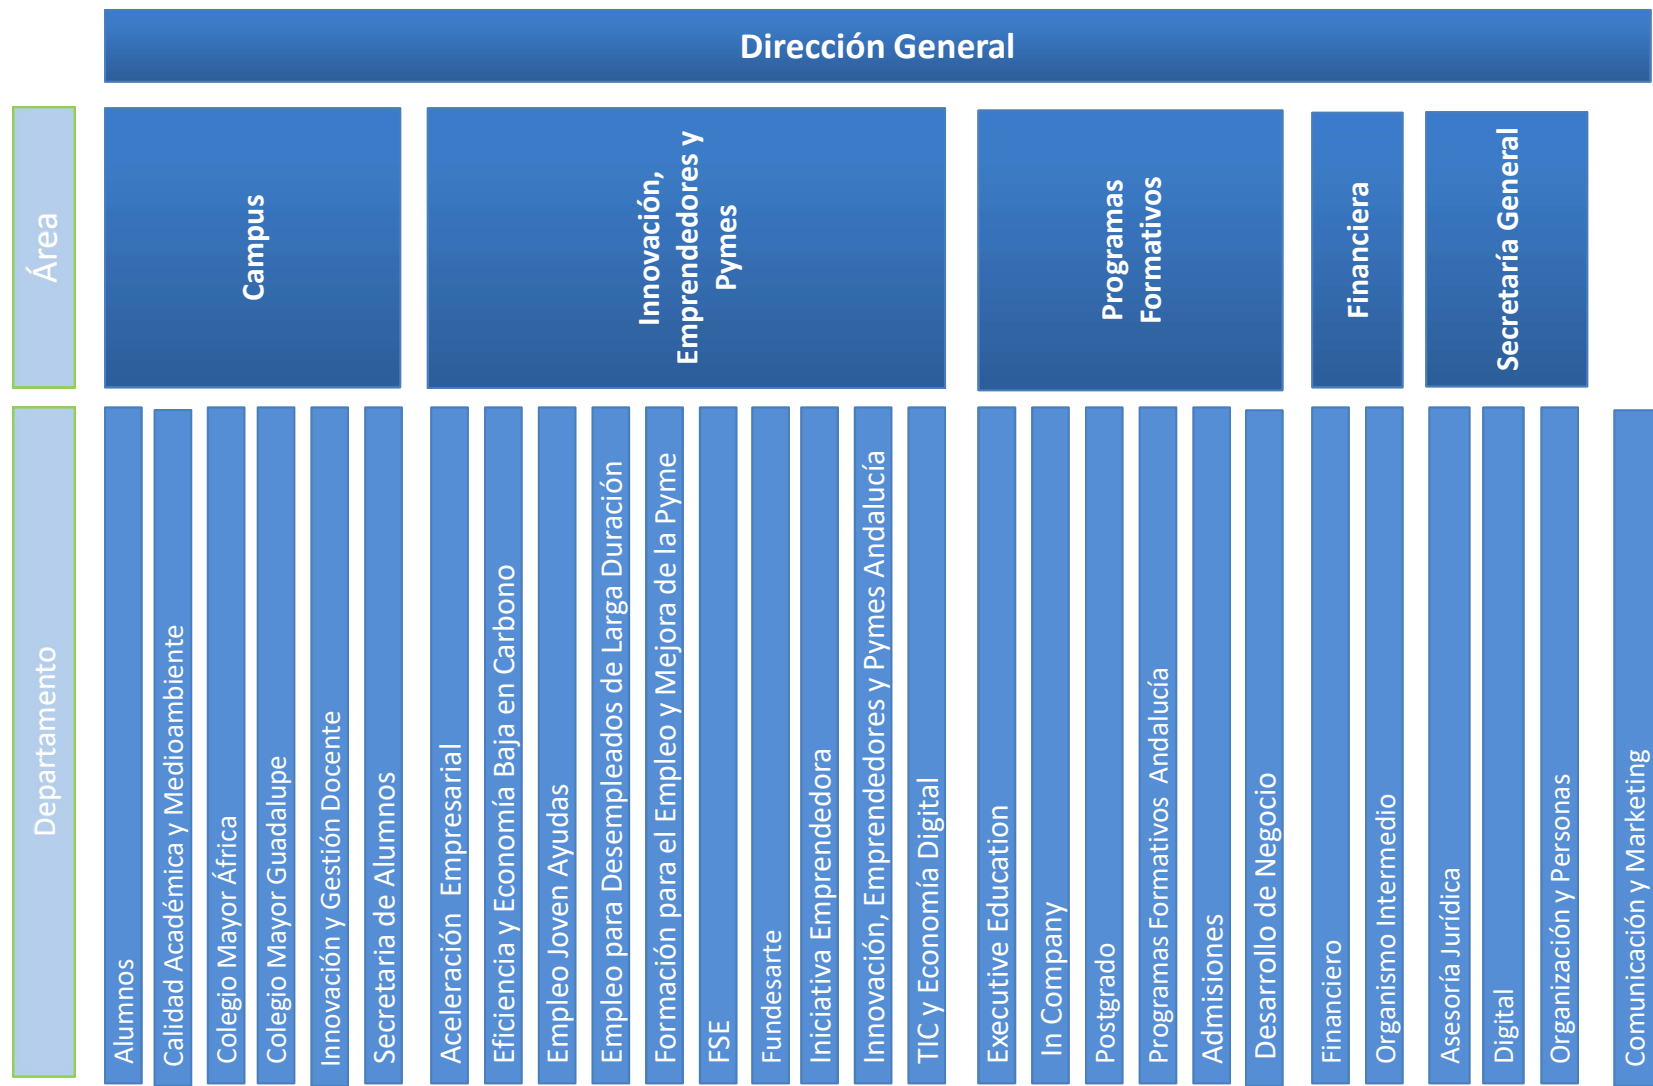 Dirección General
Área
Campus
Innovación,
Emprendedores y
Pymes
Programas
Formativos
Financiera
Secretaría General
Departamento
Alumnos
Calidad Académica y Medioambiente
Colegio Mayor África
Colegio Mayor Guadalupe
Innovación y Gestión Docente
Secretaria de Alumnos
Aceleración Empresarial
Eficiencia y Economía Baja en Carbono
Empleo Joven Ayudas
Empleo para Desempleados de Larga Duración
Formación para el Empleo y Mejora de la Pyme
FSE
Fundesarte
Iniciativa Emprendedora
Innovación, Emprendedores y Pymes Andalucía
TIC y Economía Digital
Executive Education
In Company
Postgrado
Programas Formativos Andalucía
Admisiones
Desarrollo de Negocio
Financiero
Organismo Intermedio
Asesoría Jurídica
Digital
Organización y Personas
Comunicación y Marketing